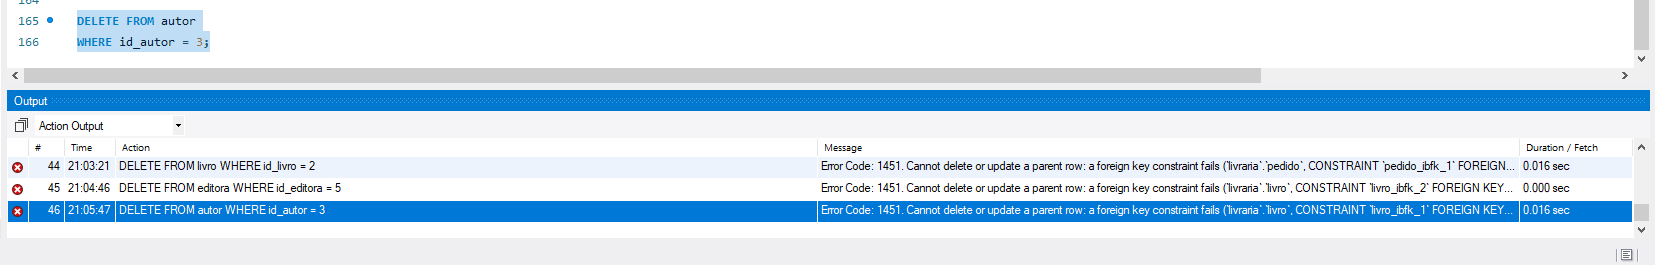 164
165 DELETE FROM autor
166 WHERE id_autor = 3;
Output
Action Output
# Time Action Message Duration / Fetch
44 21:03:21 DELETE FROM livro WHERE id_livro = 2 Error Code: 1451. Cannot delete or update a parent row: a foreign key constraint fails (`livraria`.`pedido`, CONSTRAINT `pedido_ibfk_1` FOREIGN... 0.016 sec
45 21:04:46 DELETE FROM editora WHERE id_editora = 5 Error Code: 1451. Cannot delete or update a parent row: a foreign key constraint fails (`livraria`.`livro`, CONSTRAINT `livro_ibfk_2` FOREIGN KEY... 0.000 sec
46 21:05:47 DELETE FROM autor WHERE id_autor = 3 Error Code: 1451. Cannot delete or update a parent row: a foreign key constraint fails (`livraria`.`livro`, CONSTRAINT `livro_ibfk_1` FOREIGN KEY... 0.016 sec